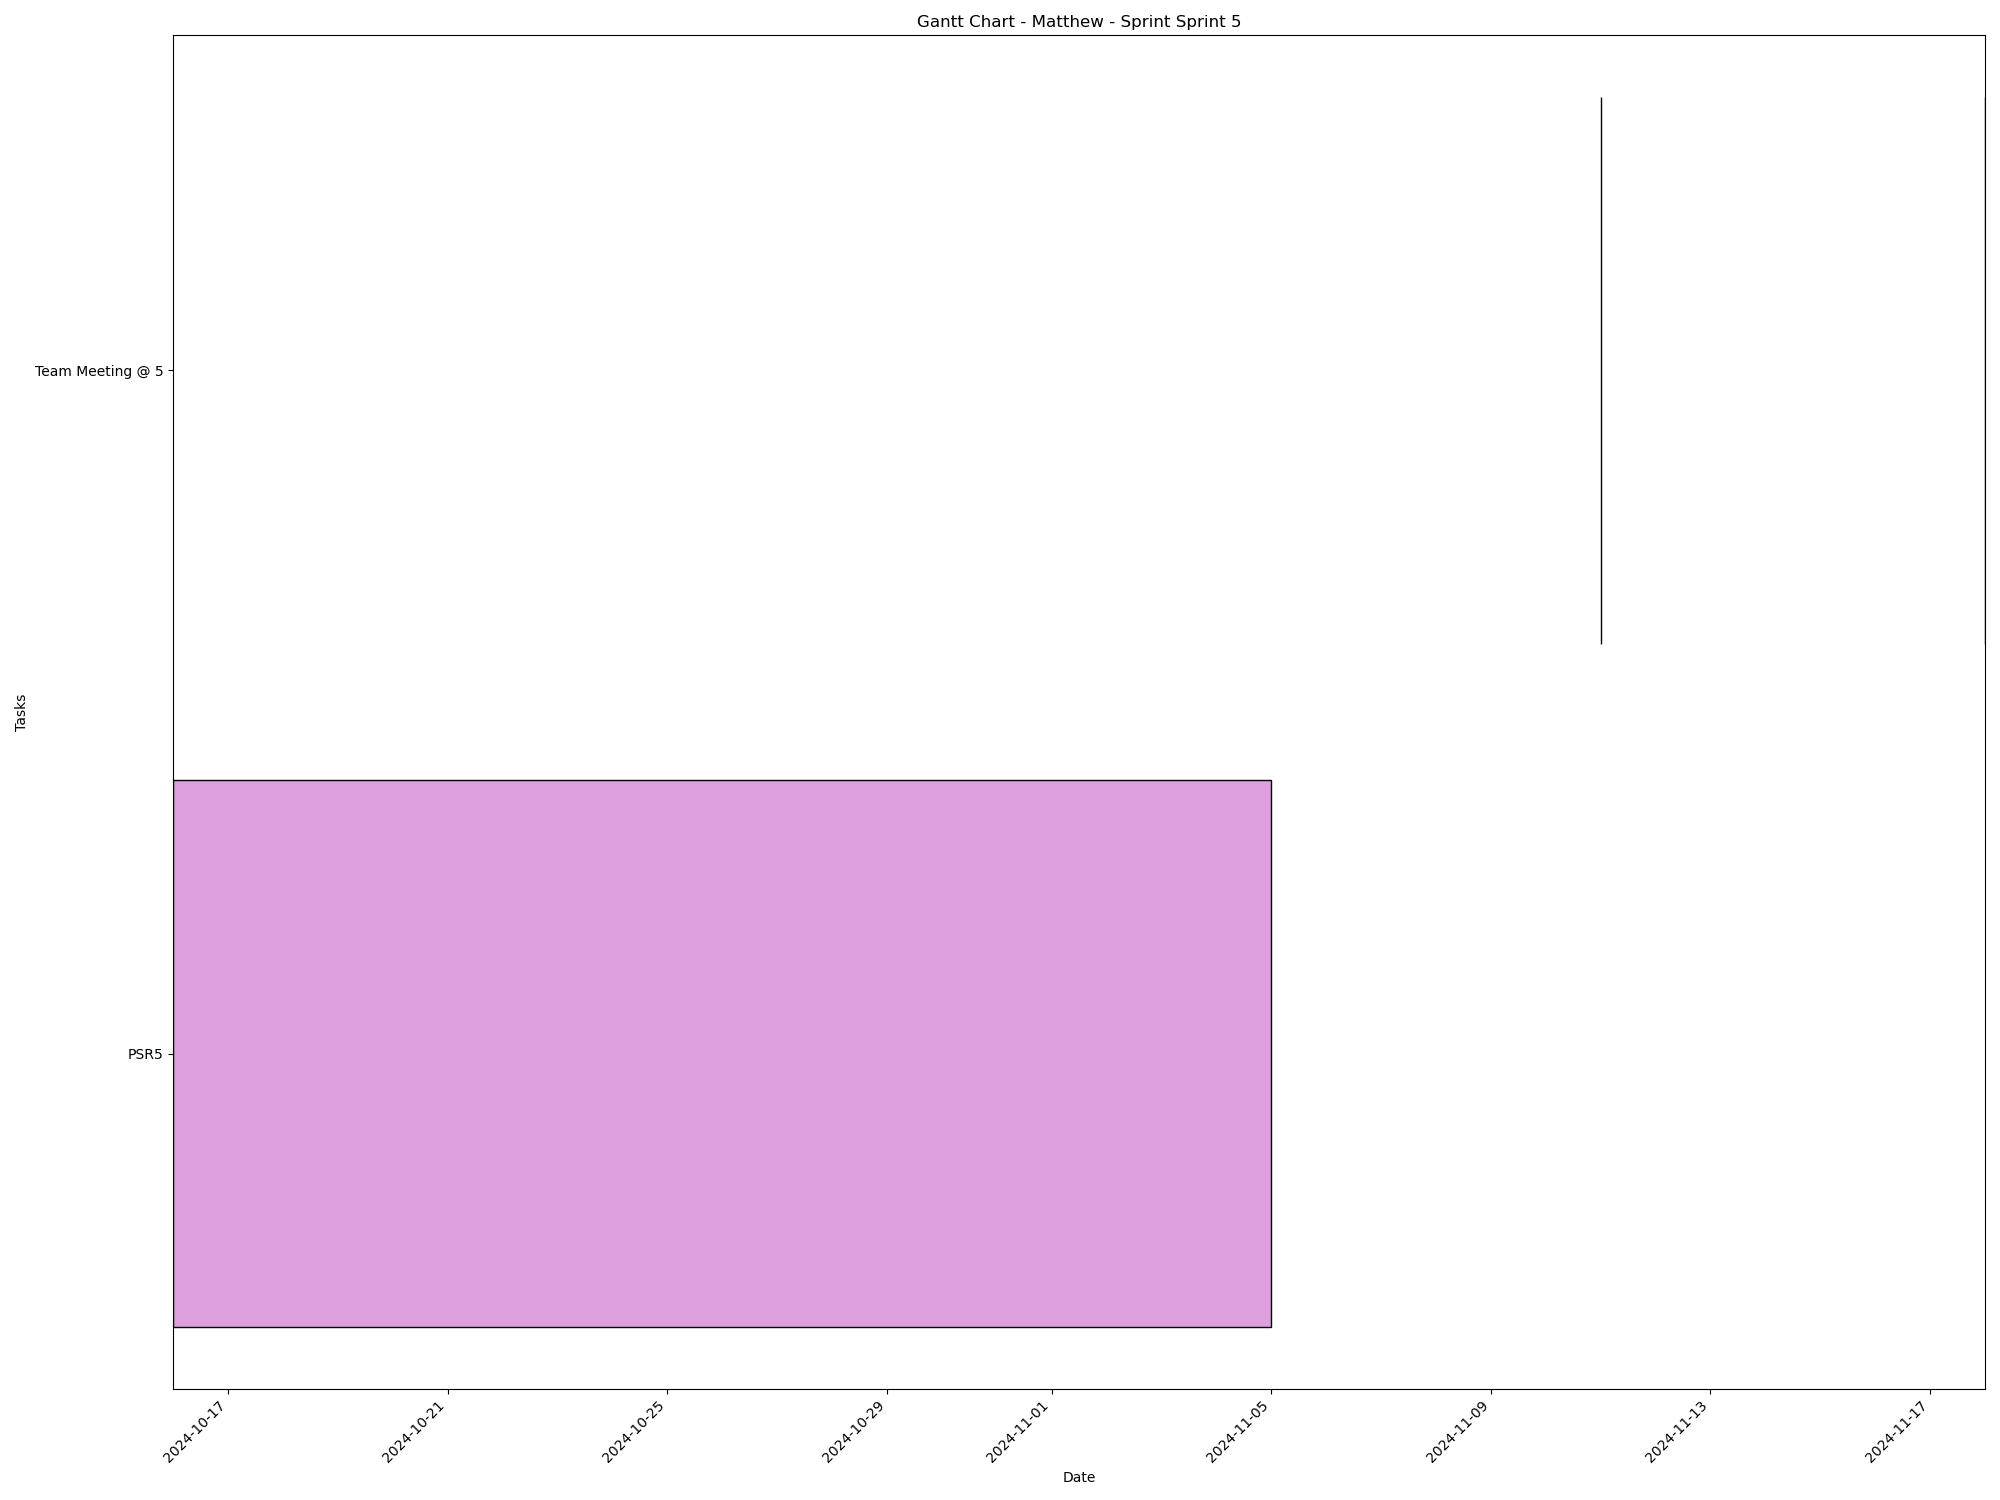 Gantt Chart - Matthew - Sprint Sprint 5
Team Meeting @ 5
Tasks
PSR5
2024-10-17
2024-10-21
2024-10-25
2024-10-29
2024-11-01
2024-11-05
2024-11-09
2024-11-13
2024-11-17
Date